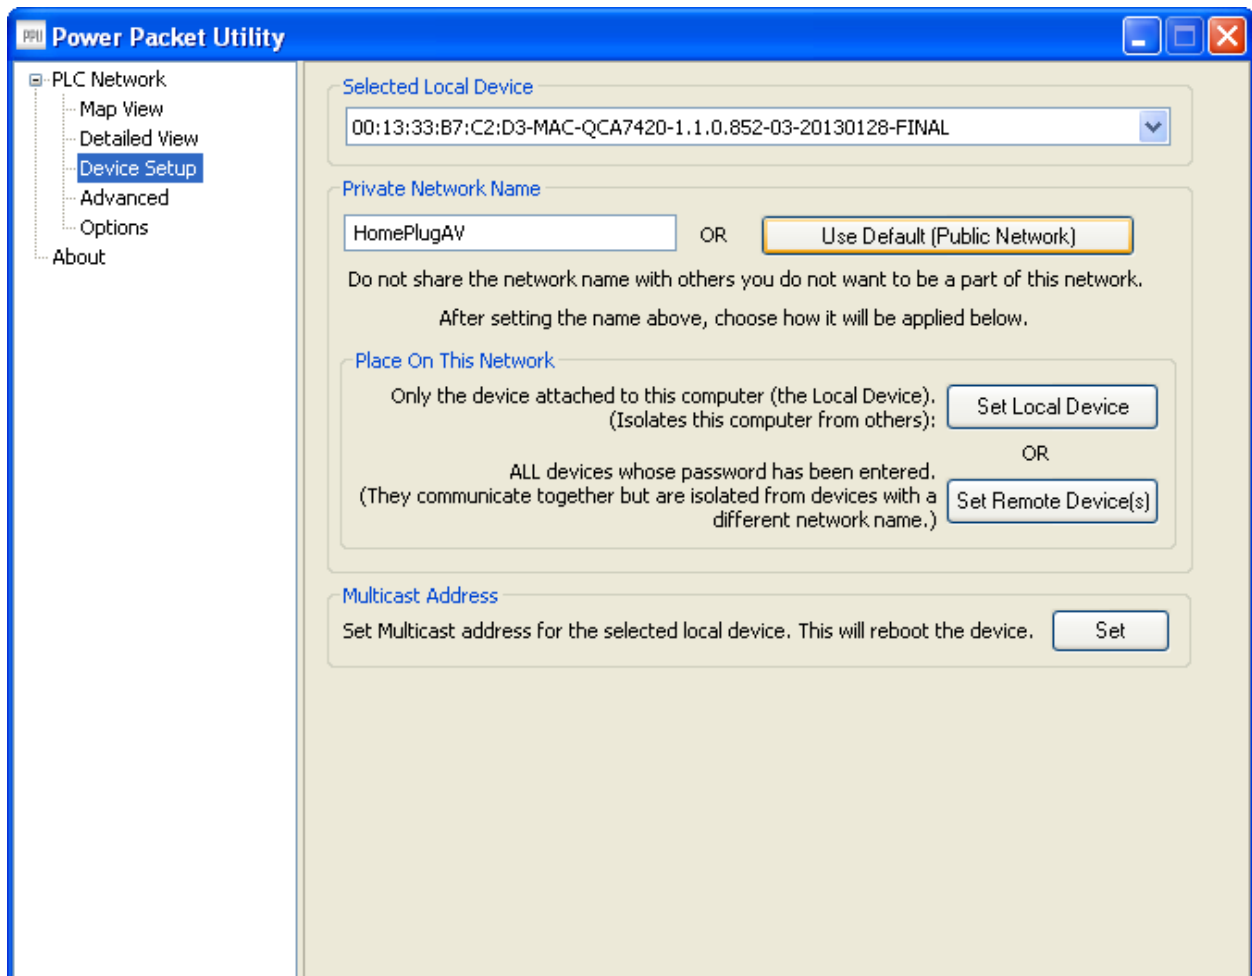 PPU Power Packet Utility
PLC Network
Map View
Detailed View
Device Setup
Advanced
Options
About
Selected Local Device
00:13:33:B7:C2:D3-MAC-QCA7420-1.1.0.852-03-20130128-FINAL
Private Network Name
HomePlugAV OR Use Default (Public Network)
Do not share the network name with others you do not want to be a part of this network.
After setting the name above, choose how it will be applied below.
Place On This Network
Only the device attached to this computer (the Local Device).
(Isolates this computer from others):
Set Local Device
OR
ALL devices whose password has been entered.
(They communicate together but are isolated from devices with a
different network name.)
Set Remote Device(s)
Multicast Address
Set Multicast address for the selected local device. This will reboot the device. Set